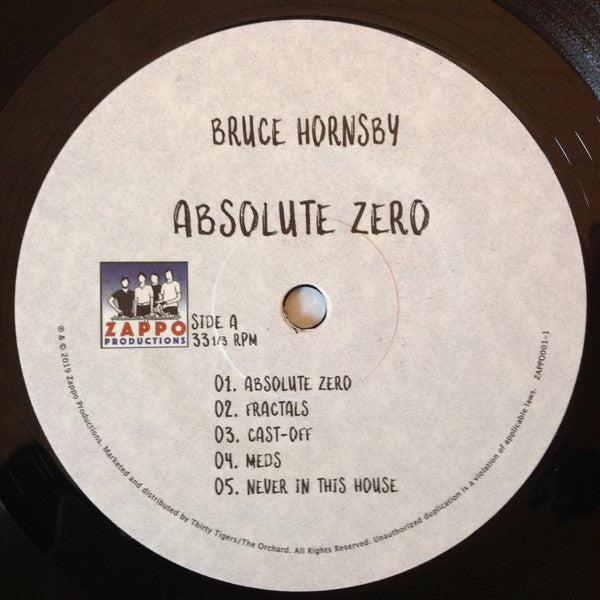 BRUCE HORNSBY
ABSOLUTE ZERO
ZAPPO
PRODUCTIONS
SIDE A
33 1/3 RPM
01. ABSOLUTE ZERO
02. FRACTALS
03. CAST-OFF
04. MEDS
05. NEVER IN THIS HOUSE
℗ & © 2019 Zappo Productions. Marketed and distributed by Thirty Tigers/The Orchard. All Rights Reserved. Unauthorized duplication is a violation of applicable laws. ZAPPO001-1